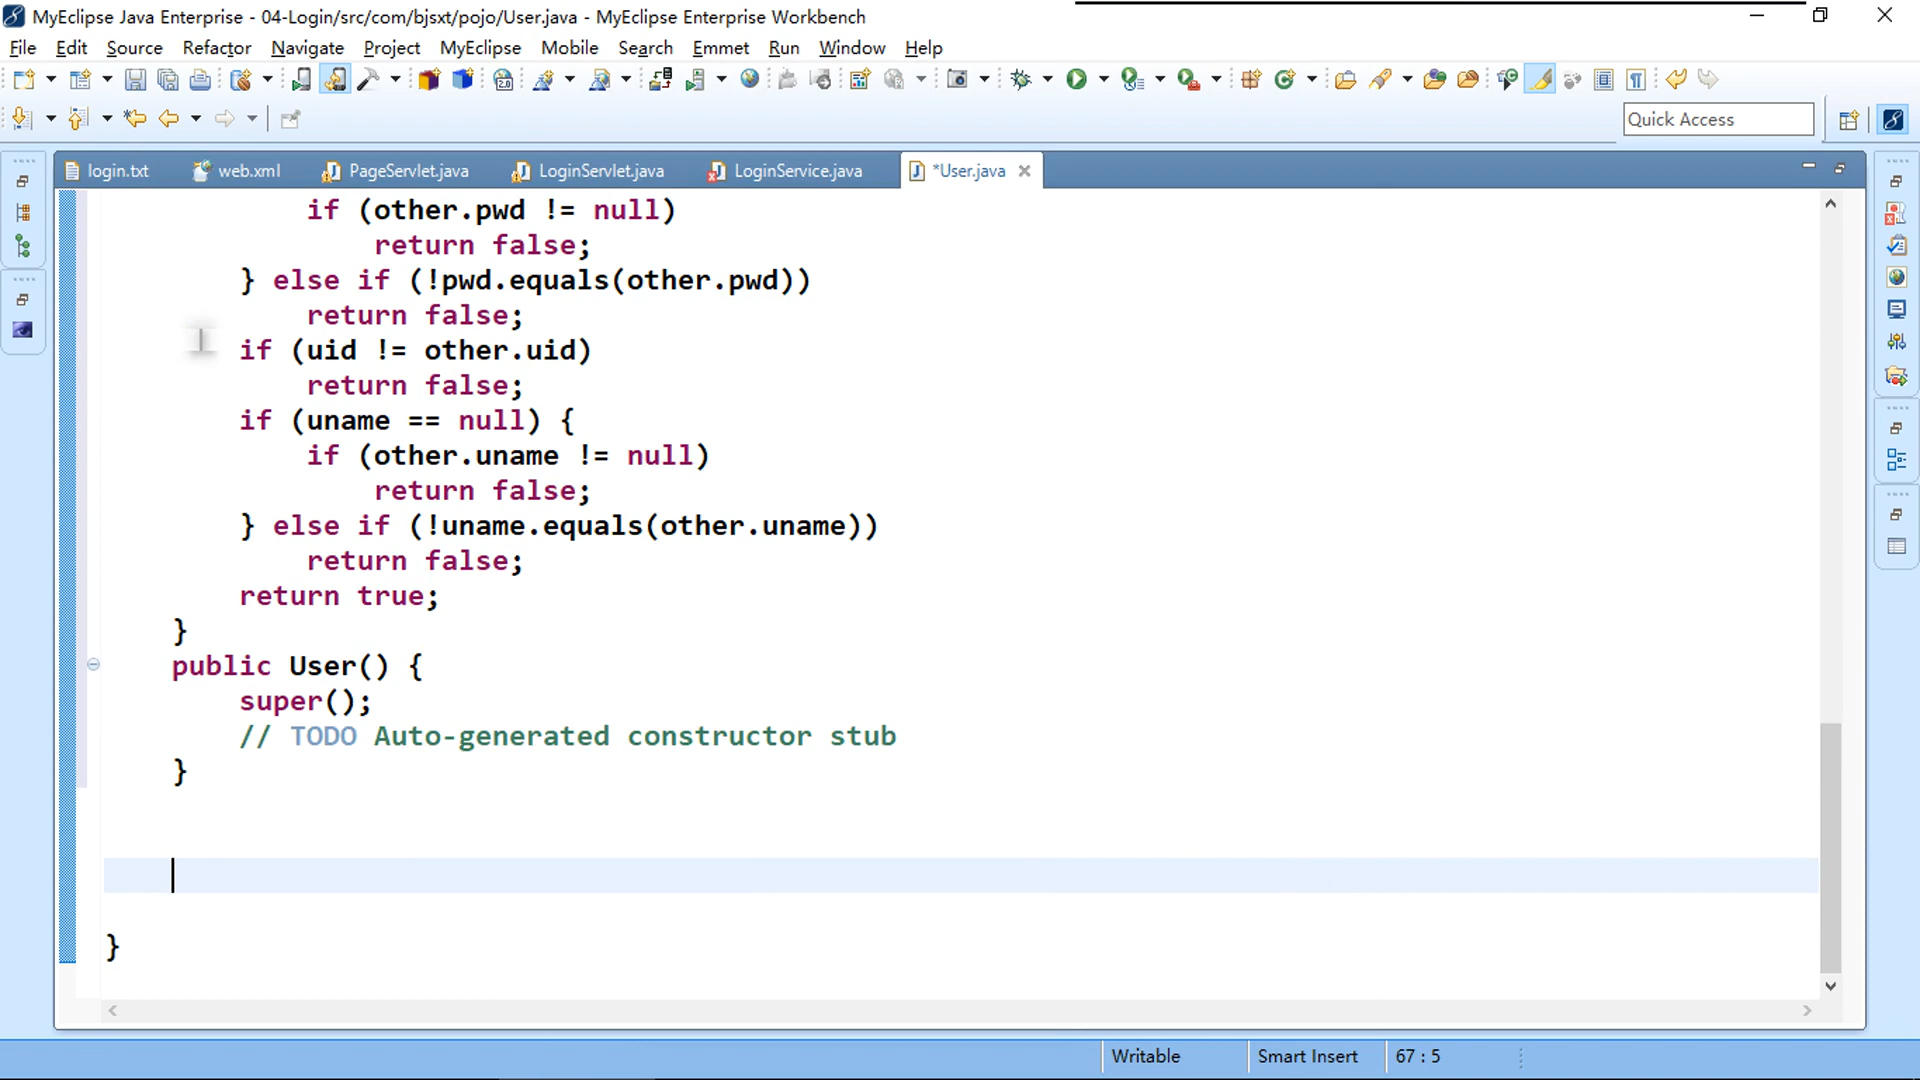 MyEclipse Java Enterprise - 04-Login/src/com/bjsxt/pojo/User.java - MyEclipse Enterprise Workbench
File Edit Source Refactor Navigate Project MyEclipse Mobile Search Emmet Run Window Help
Quick Access
login.txt web.xml PageServlet.java LoginServlet.java LoginService.java *User.java
if (other.pwd != null)
return false;
} else if (!pwd.equals(other.pwd))
return false;
if (uid != other.uid)
return false;
if (uname == null) {
if (other.uname != null)
return false;
} else if (!uname.equals(other.uname))
return false;
return true;
}
public User() {
super();
// TODO Auto-generated constructor stub
}
}
Writable Smart Insert 67 : 5